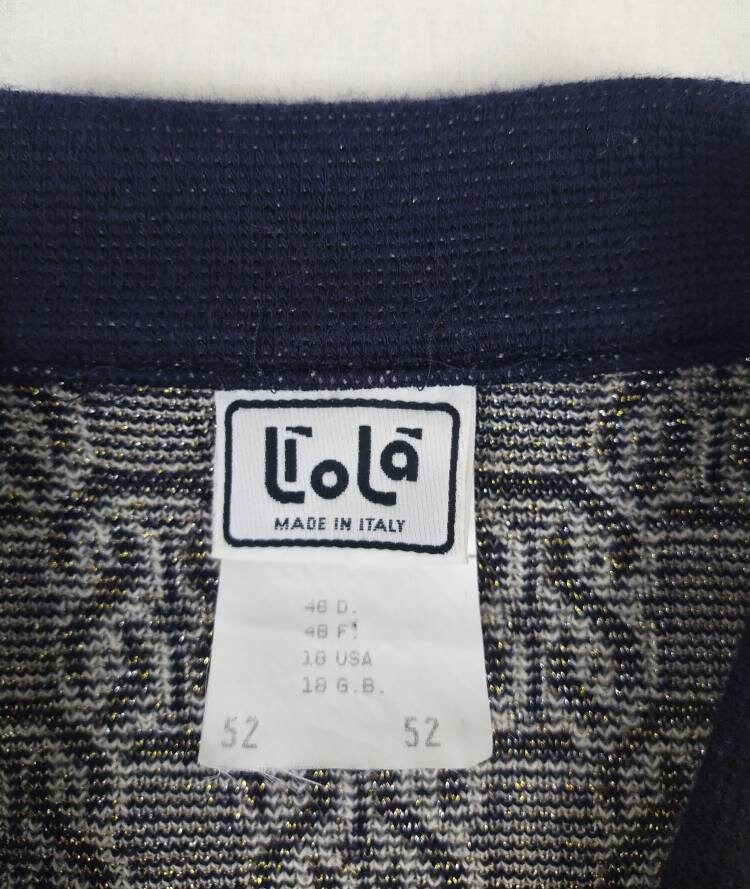 Liolà
MADE IN ITALY
46 D.
48 F.
18 USA
18 G.B.
52 52